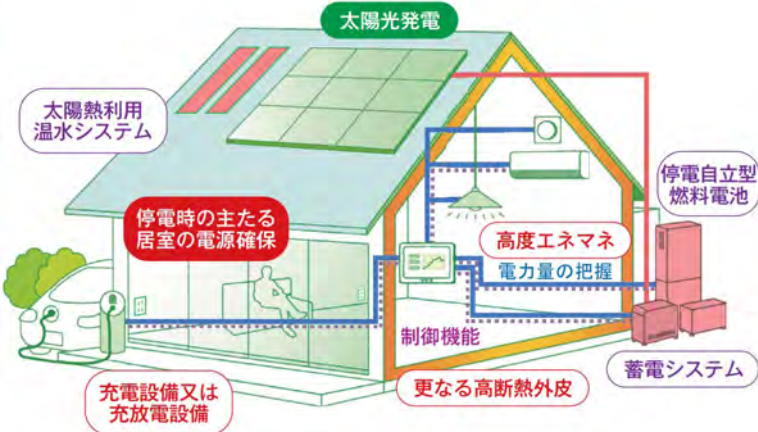 太陽光発電
太陽熱利用
温水システム
停電自立型
燃料電池
停電時の主たる
居室の電源確保
高度エネマネ
電力量の把握
制御機能
蓄電システム
充電設備又は
充放電設備
更なる高断熱外皮